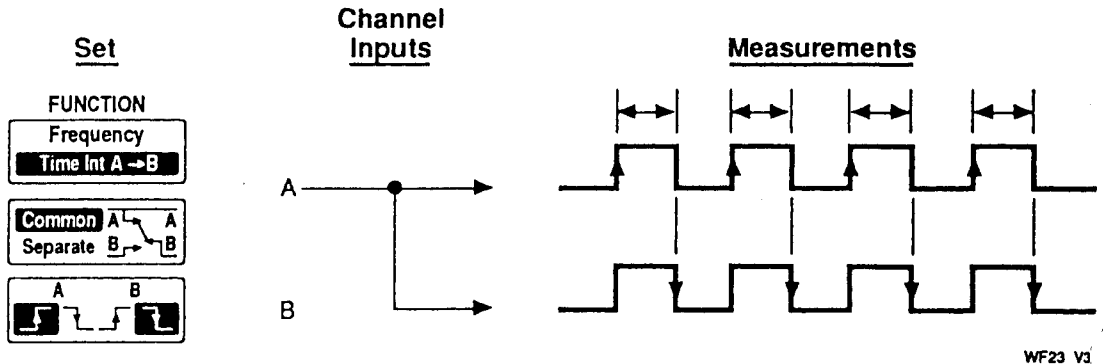 Set
Channel
Inputs
Measurements
FUNCTION
Frequency
Time Int A→B
Common A A
Separate B B
A B
A
B
WF23 V3